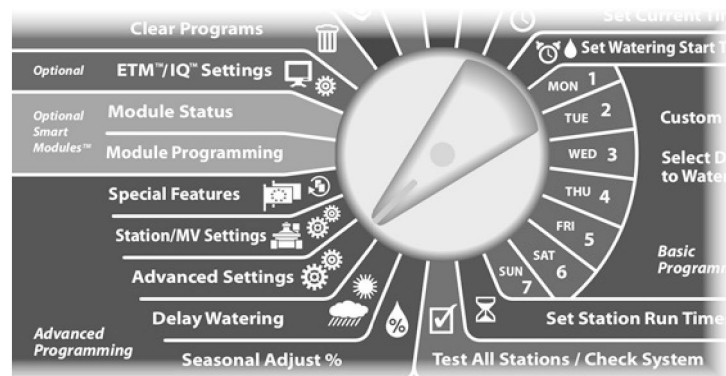 Clear Programs
Set Current Ti
Optional
ETM™/IQ™ Settings
Set Watering Start T
Optional
Smart
Modules™
Module Status
Module Programming
MON 1
TUE 2
WED 3
THU 4
FRI 5
SAT 6
SUN 7
Custom
Select D
to Water
Special Features
Station/MV Settings
Advanced Settings
Delay Watering
Basic
Programm
Advanced
Programming
%
Set Station Run Time
Seasonal Adjust %
Test All Stations / Check System